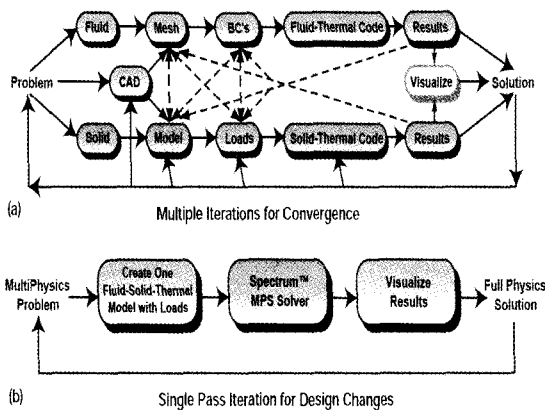 Fluid Mesh BC's Fluid-Thermal Code Results
Problem CAD Visualize Solution
Solid Model Loads Solid-Thermal Code Results
(a) Multiple Iterations for Convergence
MultiPhysics
Problem
Create One
Fluid-Solid-Thermal
Model with Loads
Spectrum™
MPS Solver
Visualize
Results
Full Physics
Solution
(b) Single Pass Iteration for Design Changes